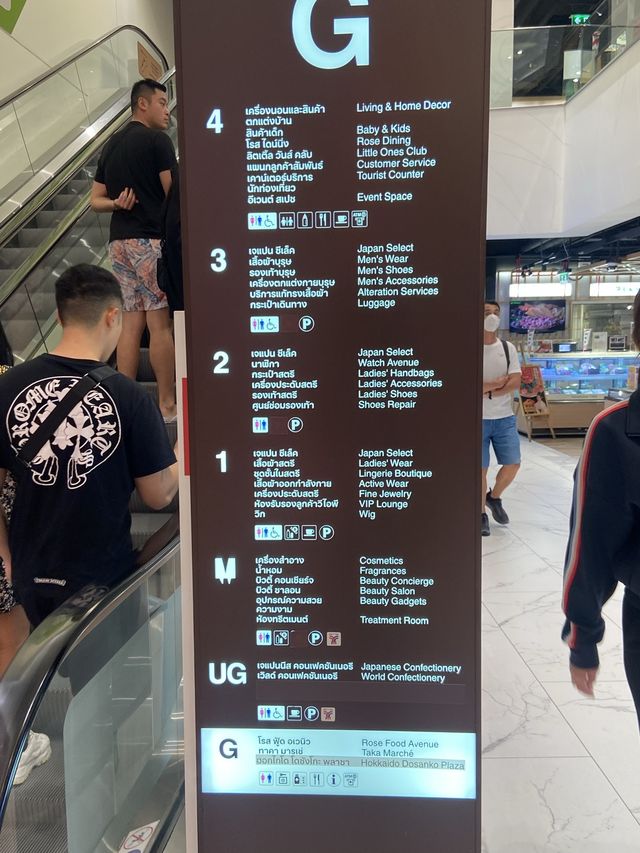 G
4
เครื่องนอนและสินค้า Living & Home Decor
ตกแต่งบ้าน
สินค้าเด็ก Baby & Kids
โรส ไดน์นิ่ง Rose Dining
ลิตเติ้ล วันส์ คลับ Little Ones Club
แผนกลูกค้าสัมพันธ์ Customer Service
เคาน์เตอร์บริการ Tourist Counter
นักท่องเที่ยว
อีเวนต์ สเปซ Event Space
ATM
3
เจแปน ซีเล็ค Japan Select
เสื้อผ้าบุรุษ Men's Wear
รองเท้าบุรุษ Men's Shoes
เครื่องตกแต่งกายบุรุษ Men's Accessories
บริการแก้ทรงเสื้อผ้า Alteration Services
กระเป๋าเดินทาง Luggage
P
2
เจแปน ซีเล็ค Japan Select
นาฬิกา Watch Avenue
กระเป๋าสตรี Ladies' Handbags
เครื่องประดับสตรี Ladies' Accessories
รองเท้าสตรี Ladies' Shoes
ศูนย์ซ่อมรองเท้า Shoes Repair
P
1
เจแปน ซีเล็ค Japan Select
เสื้อผ้าสตรี Ladies' Wear
ชุดชั้นในสตรี Lingerie Boutique
เสื้อผ้าออกกำลังกาย Active Wear
เครื่องประดับสตรี Fine Jewelry
ห้องรับรองลูกค้าวีไอพี VIP Lounge
วิก Wig
P
M
เครื่องสำอาง Cosmetics
น้ำหอม Fragrances
บิวตี้ คอนเซียร์จ Beauty Concierge
บิวตี้ ซาลอน Beauty Salon
อุปกรณ์ความสวย Beauty Gadgets
ความงาม
ห้องทรีตเมนต์ Treatment Room
P
UG
เจแปนนีส คอนเฟคชันเนอรี Japanese Confectionery
เวิลด์ คอนเฟคชันเนอรี World Confectionery
P
G
โรส ฟู้ด อเวนิว Rose Food Avenue
ทาคา มาร์เช่ Taka Marché
ฮอกไกโด โดซังโกะ พลาซา Hokkaido Dosanko Plaza
ATM